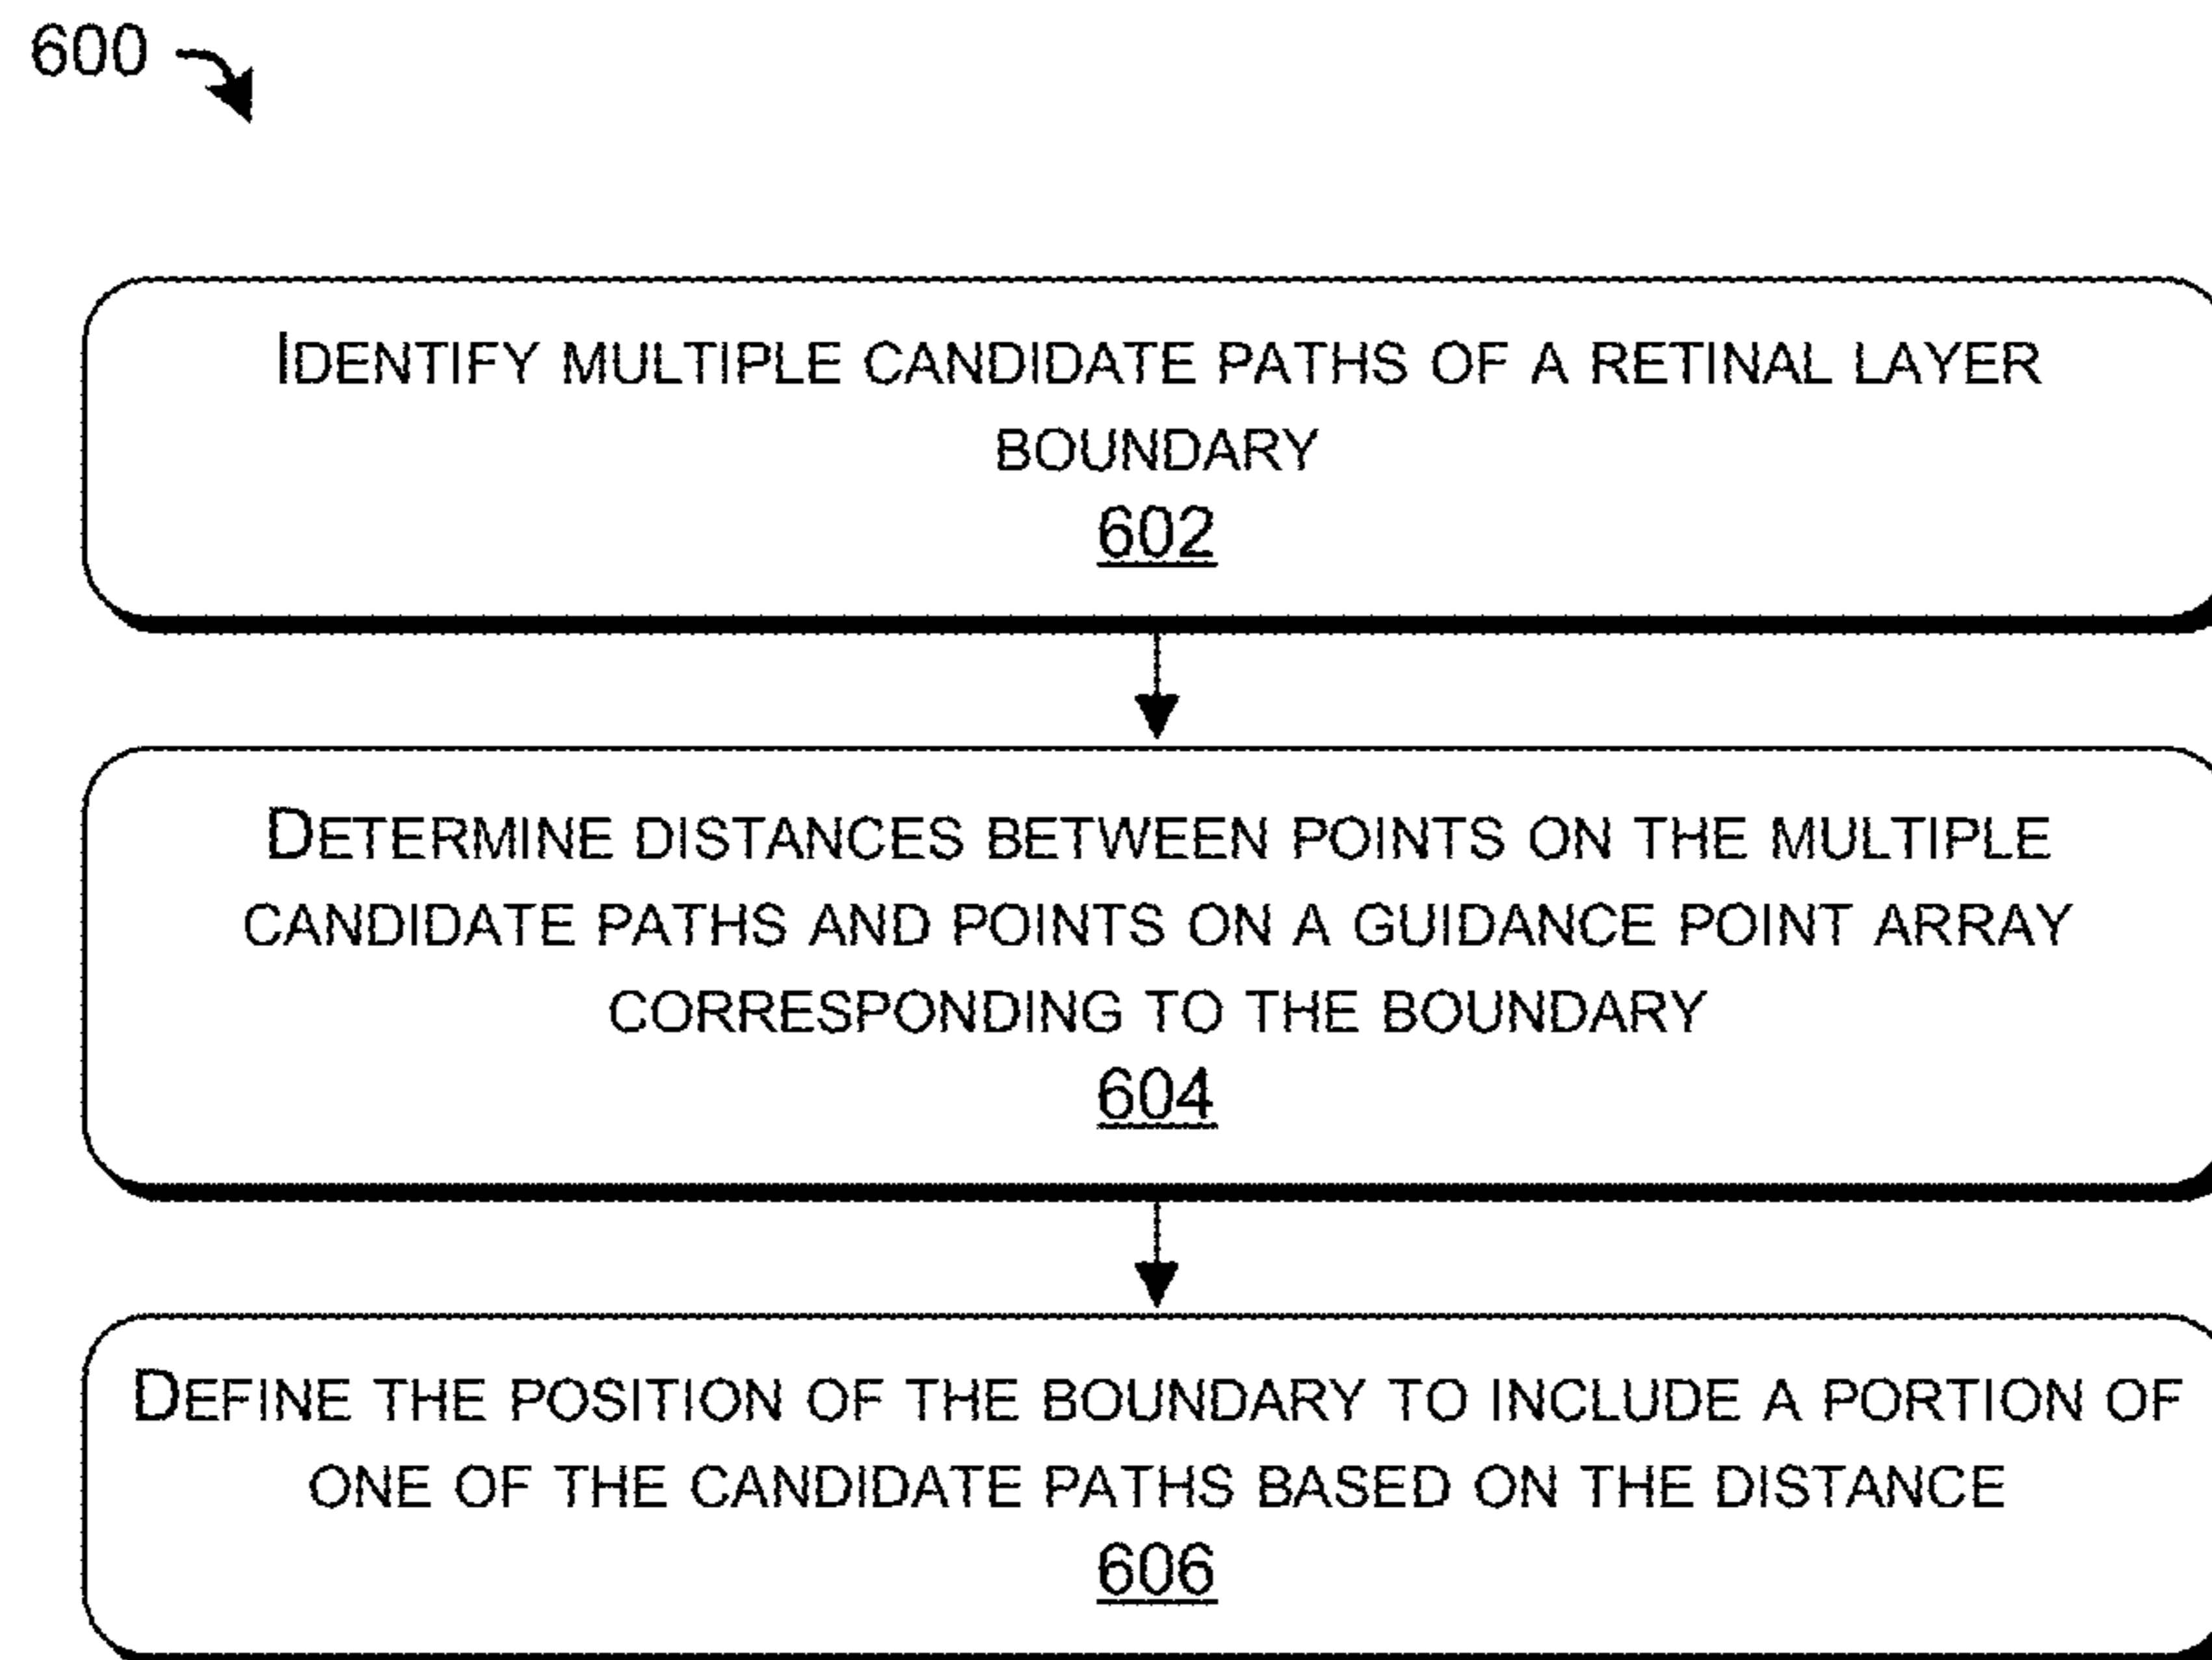 600
IDENTIFY MULTIPLE CANDIDATE PATHS OF A RETINAL LAYER
BOUNDARY
602
DETERMINE DISTANCES BETWEEN POINTS ON THE MULTIPLE
CANDIDATE PATHS AND POINTS ON A GUIDANCE POINT ARRAY
CORRESPONDING TO THE BOUNDARY
604
DEFINE THE POSITION OF THE BOUNDARY TO INCLUDE A PORTION OF
ONE OF THE CANDIDATE PATHS BASED ON THE DISTANCE
606